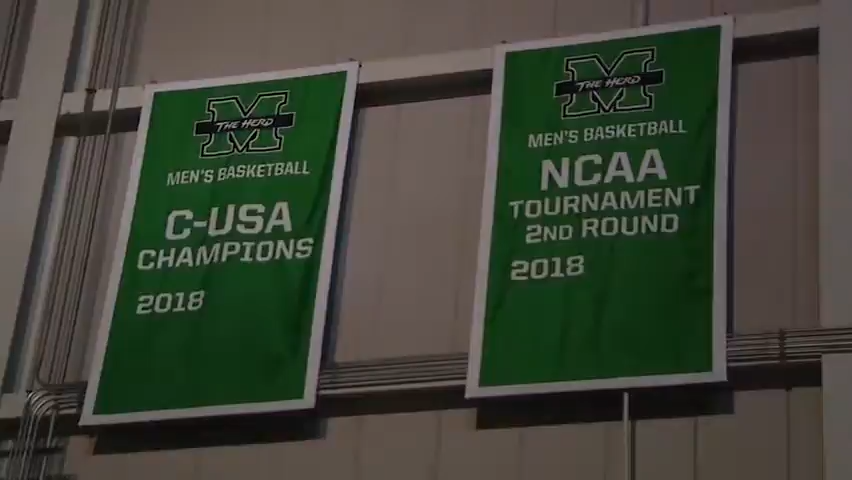 M
THE HERD
MEN'S BASKETBALL
C-USA
CHAMPIONS
2018
M
THE HERD
MEN'S BASKETBALL
NCAA
TOURNAMENT
2ND ROUND
2018